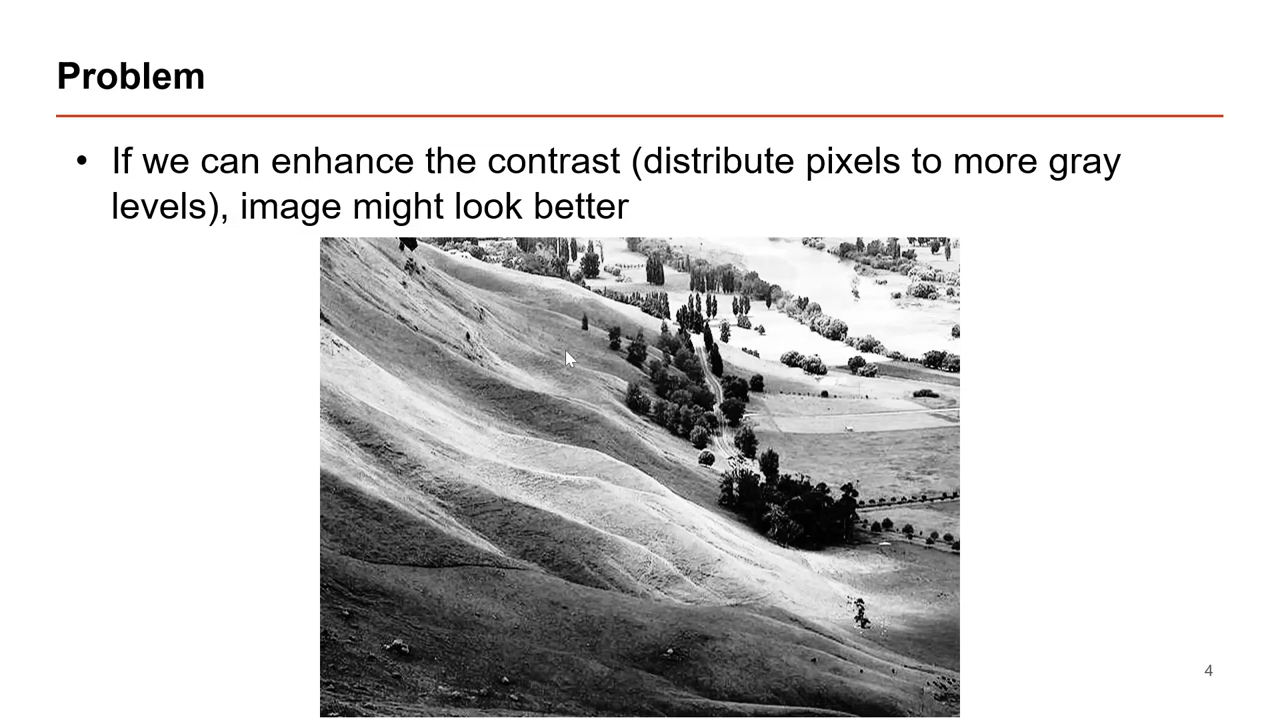 Problem
• If we can enhance the contrast (distribute pixels to more gray
levels), image might look better
4